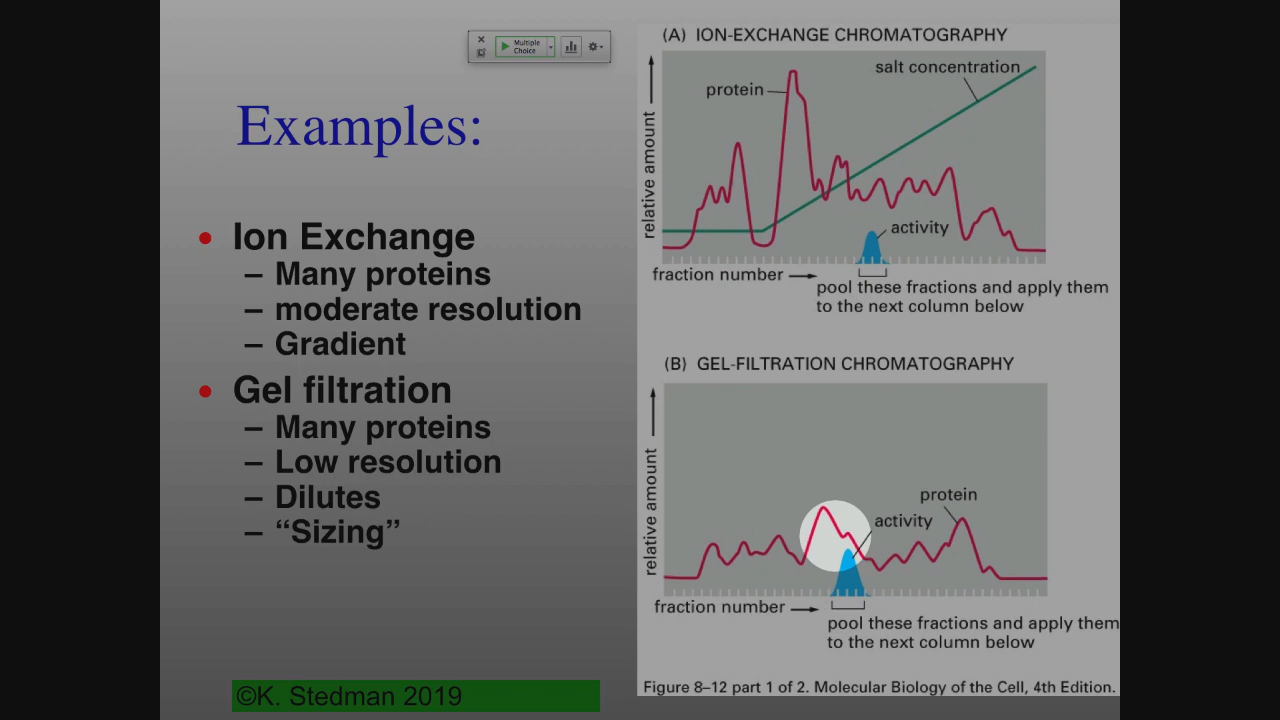 Multiple
Choice
Examples:
• Ion Exchange
– Many proteins
– moderate resolution
– Gradient
• Gel filtration
– Many proteins
– Low resolution
– Dilutes
– “Sizing”
©K. Stedman 2019
(A) ION-EXCHANGE CHROMATOGRAPHY
salt concentration
protein
relative amount
activity
fraction number
pool these fractions and apply them
to the next column below
(B) GEL-FILTRATION CHROMATOGRAPHY
protein
activity
relative amount
fraction number
pool these fractions and apply them
to the next column below
Figure 8–12 part 1 of 2. Molecular Biology of the Cell, 4th Edition.